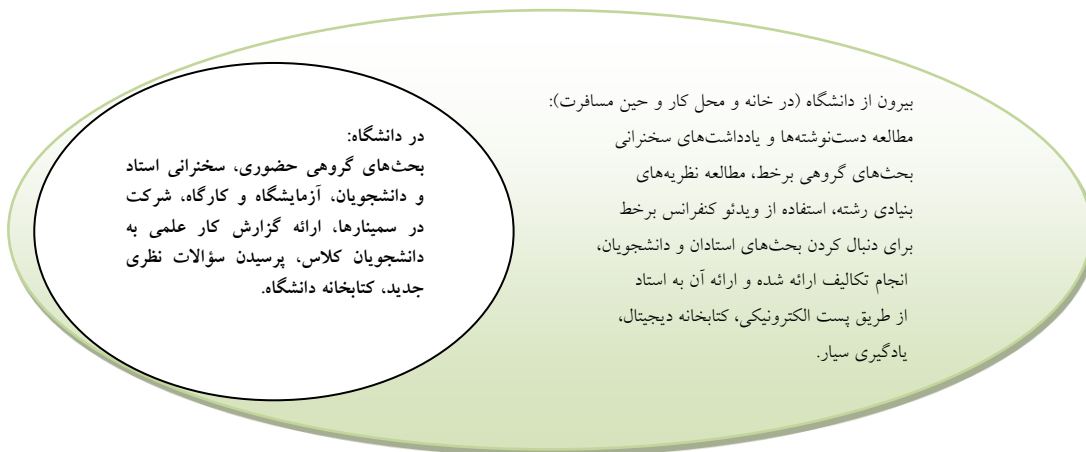 بیرون از دانشگاه (در خانه و محل کار و حین مسافرت):
مطالعه دست‌نوشته‌ها و یادداشت‌های سخنرانی
بحث‌های گروهی برخط، مطالعه نظریه‌های
بنیادی رشته، استفاده از ویدئو کنفرانس برخط
برای دنبال کردن بحث‌های استادان و دانشجویان،
انجام تکالیف ارائه شده و ارائه آن به استاد
از طریق پست الکترونیکی، کتابخانه دیجیتال،
یادگیری سیار.
در دانشگاه:
بحث‌های گروهی حضوری، سخنرانی استاد
و دانشجویان، آزمایشگاه و کارگاه، شرکت
در سمینارها، ارائه گزارش کار علمی به
دانشجویان کلاس، پرسیدن سؤالات نظری
جدید، کتابخانه دانشگاه.